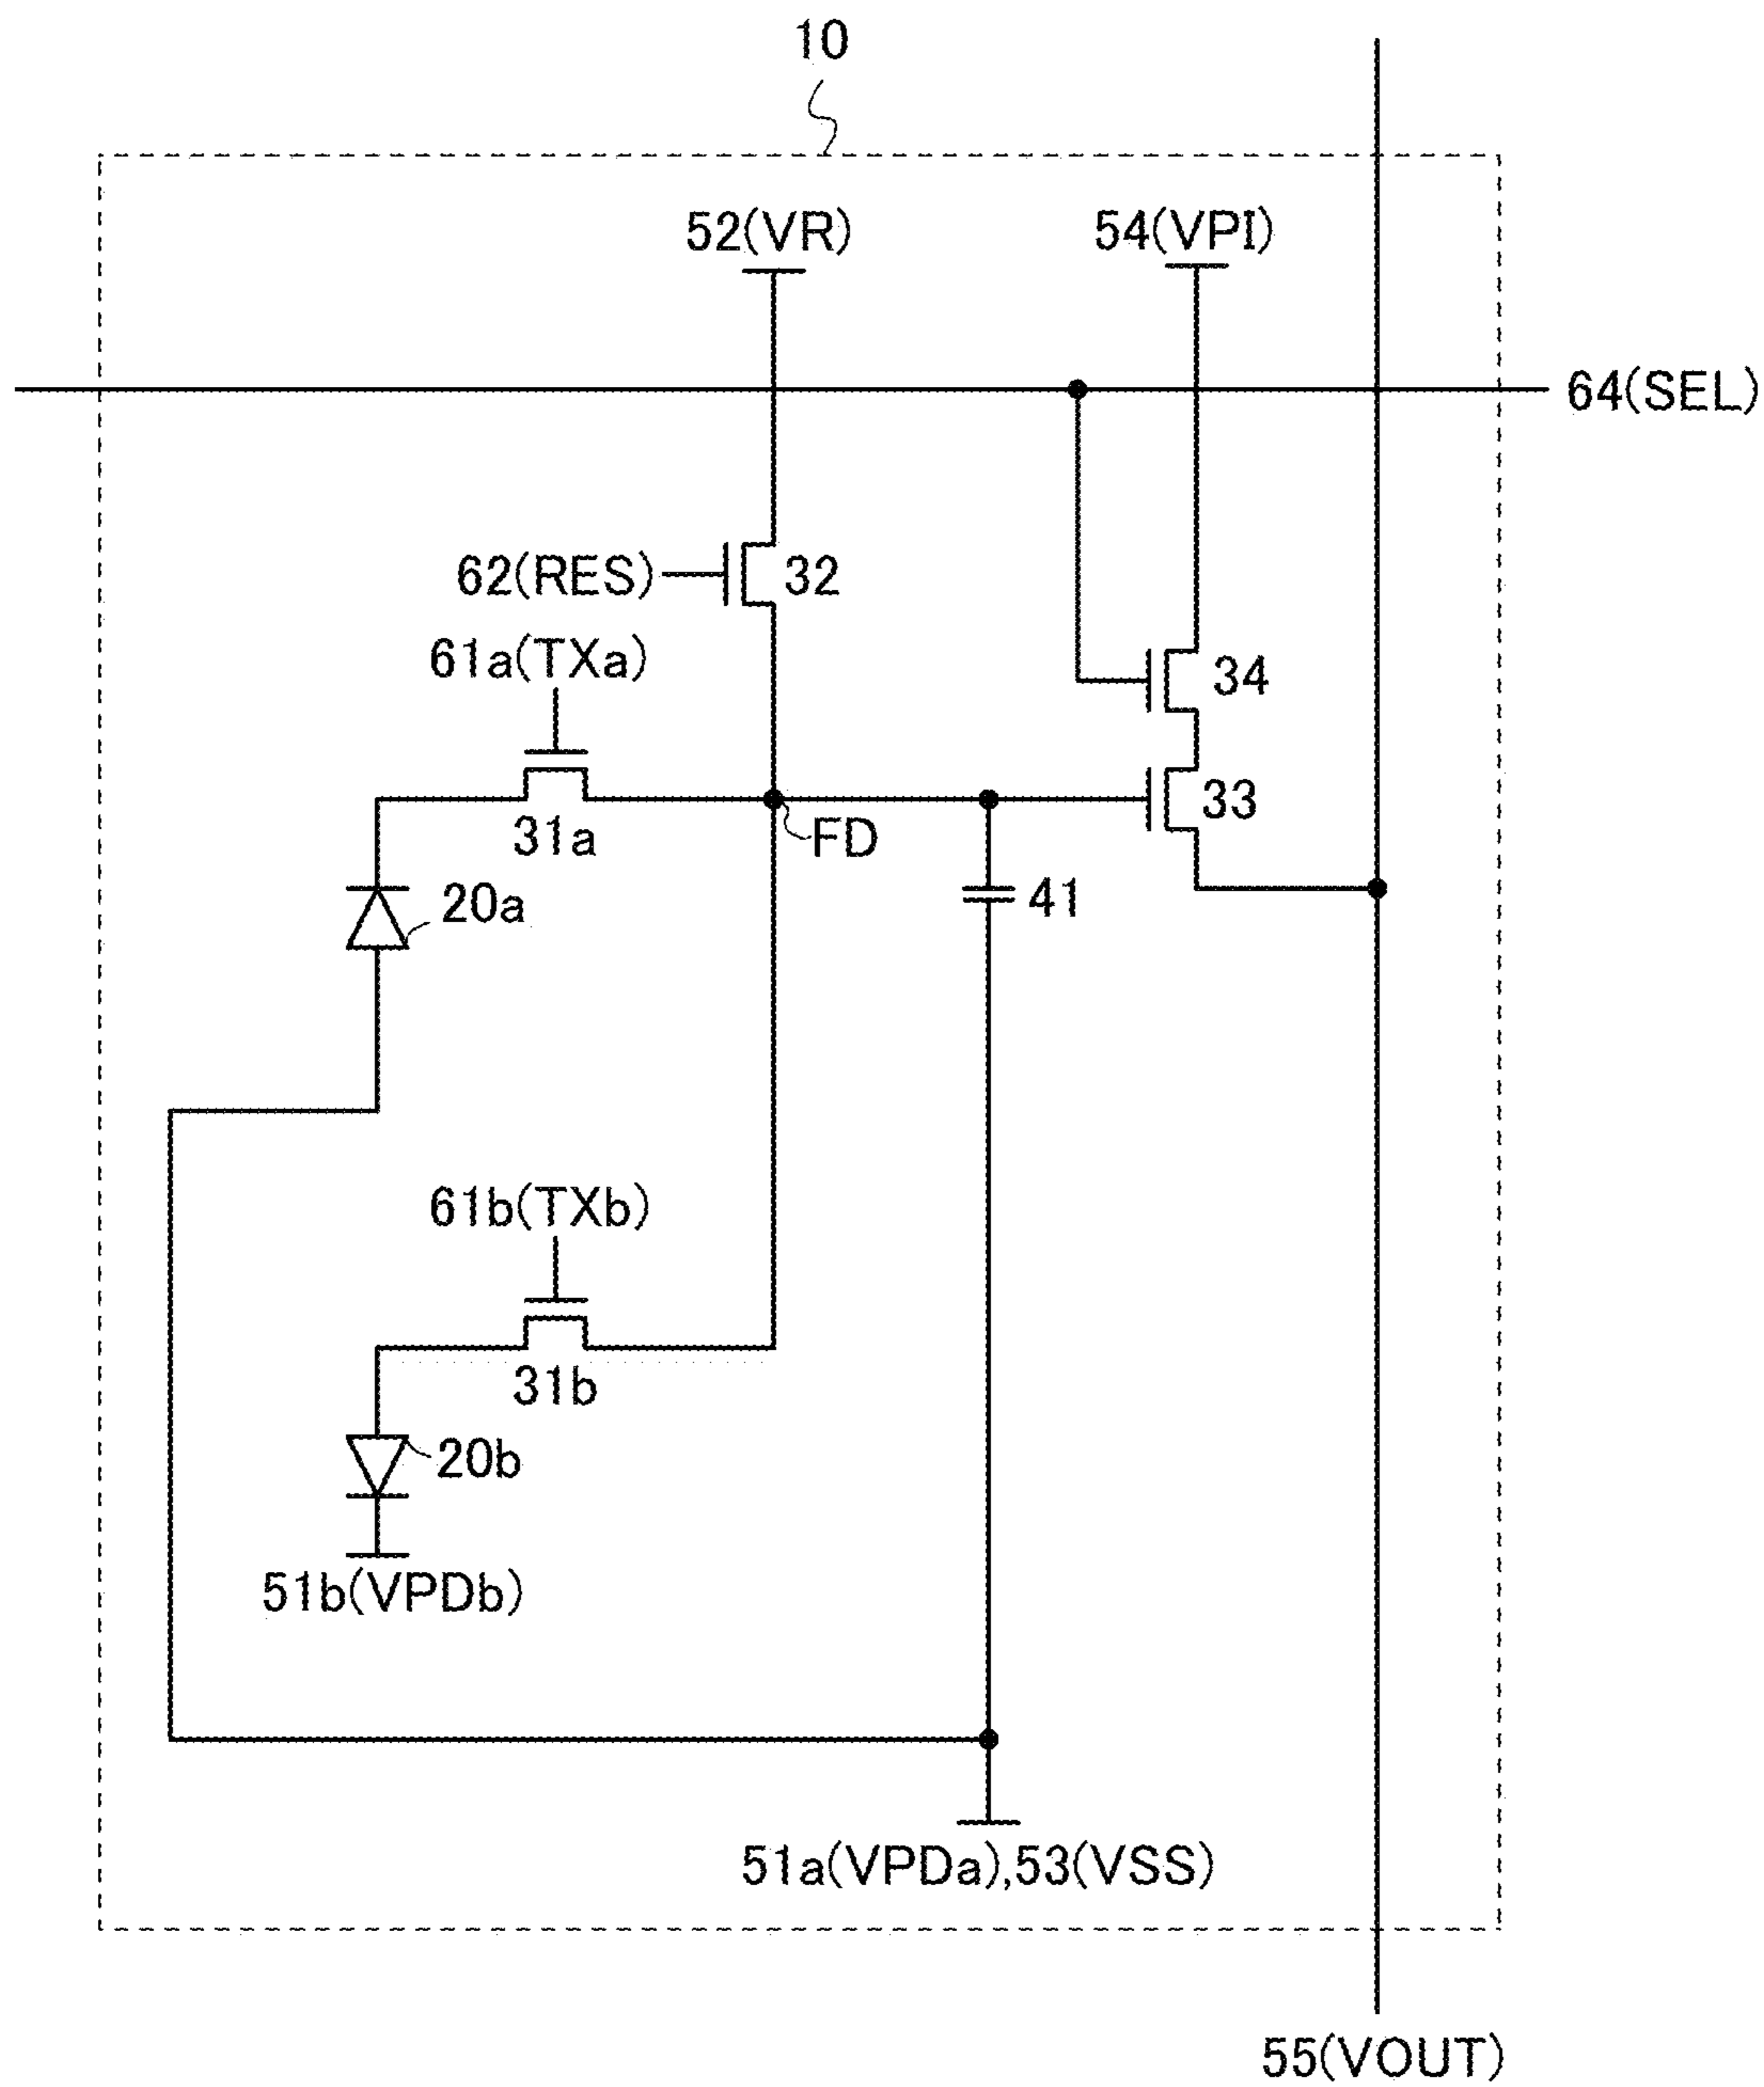 10
52(VR)
54(VPI)
64(SEL)
62(RES)
32
61a(TXa)
34
33
31a
FD
20a
41
61b(TXb)
31b
20b
51b(VPDb)
51a(VPDa),53(VSS)
55(VOUT)